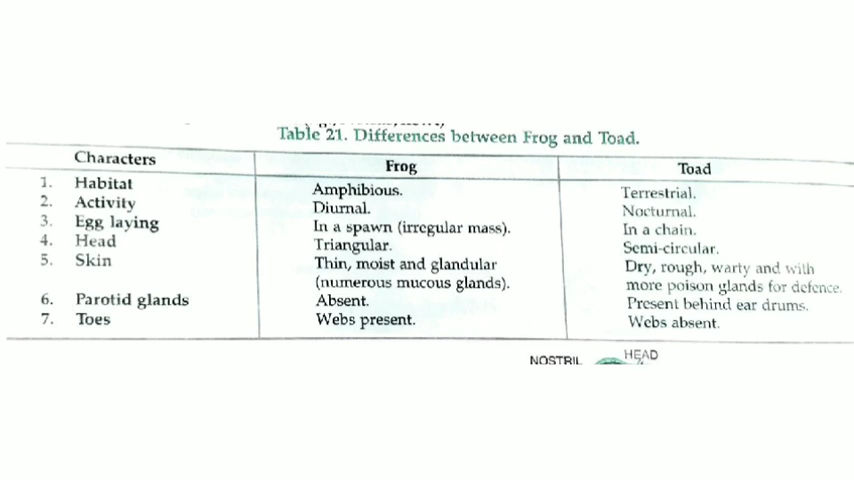 Table 21. Differences between Frog and Toad.
Characters Frog Toad
1. Habitat Amphibious. Terrestrial.
2. Activity Diurnal. Nocturnal.
3. Egg laying In a spawn (irregular mass). In a chain.
4. Head Triangular. Semi-circular.
5. Skin Thin, moist and glandular Dry, rough, warty and with
(numerous mucous glands). more poison glands for defence.
6. Parotid glands Absent. Present behind ear drums.
7. Toes Webs present. Webs absent.
NOSTRIL HEAD